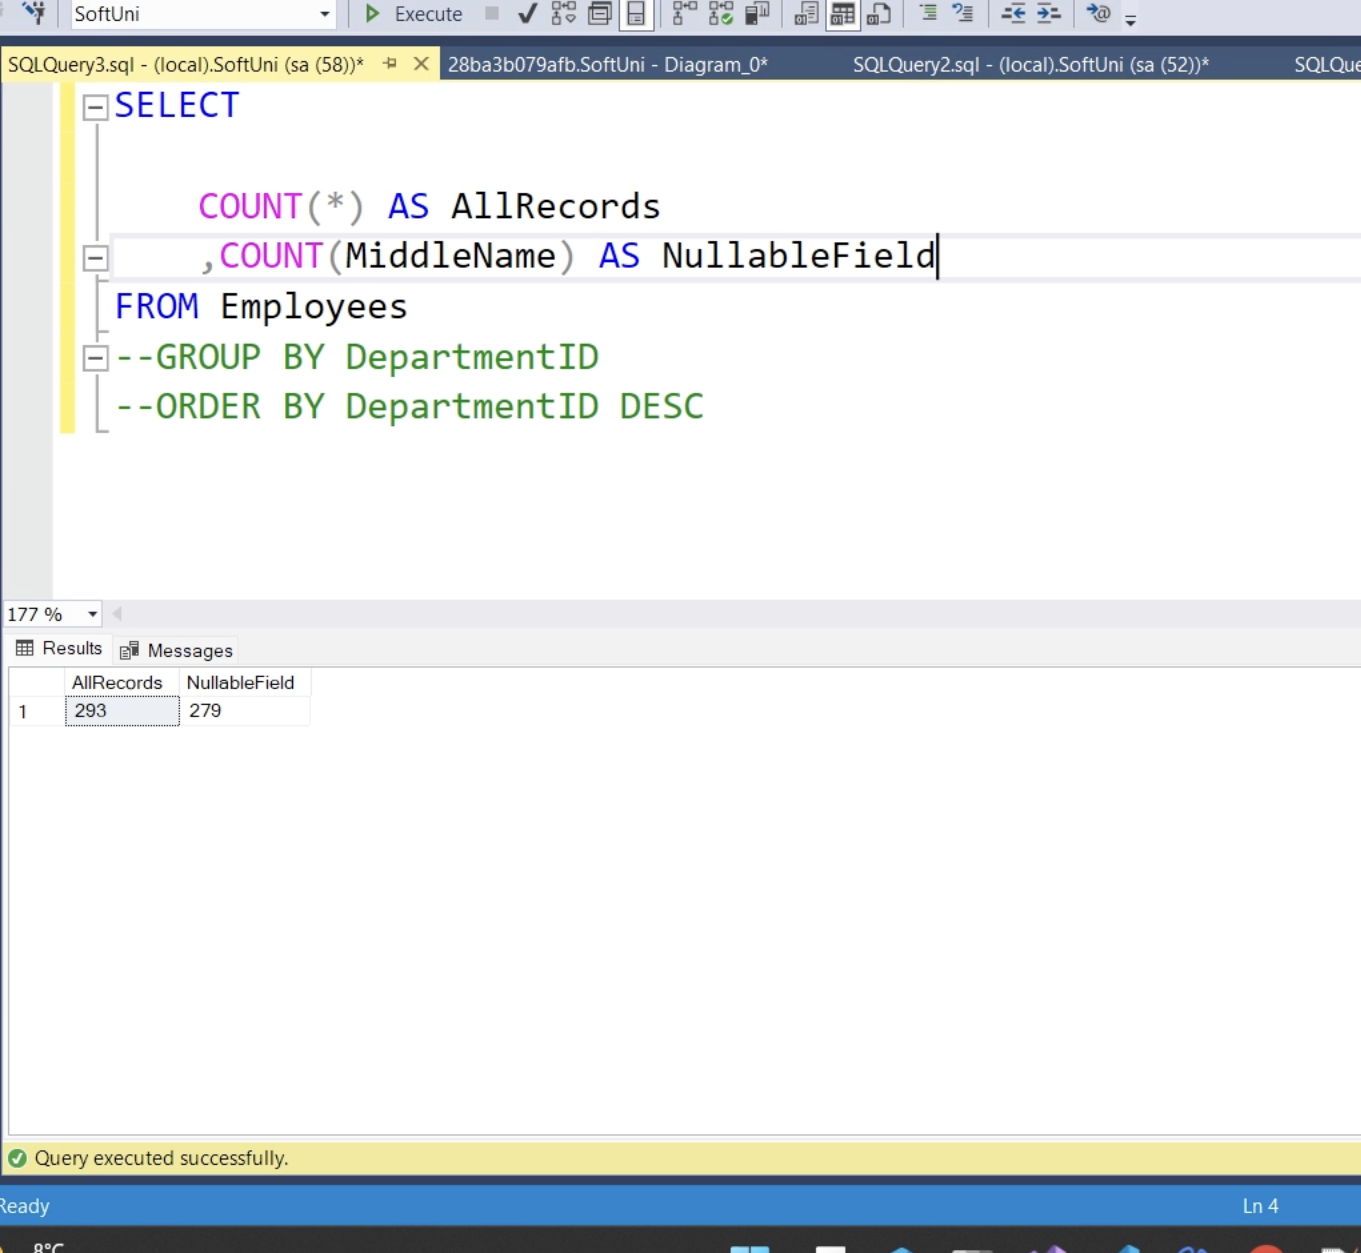 SoftUni
Execute
SQLQuery3.sql - (local).SoftUni (sa (58))* 28ba3b079afb.SoftUni - Diagram_0* SQLQuery2.sql - (local).SoftUni (sa (52))* SQLQue
SELECT
COUNT(*) AS AllRecords
,COUNT(MiddleName) AS NullableField
FROM Employees
--GROUP BY DepartmentID
--ORDER BY DepartmentID DESC
177 %
Results Messages
AllRecords NullableField
1 293 279
Query executed successfully.
Ready Ln 4
8°C